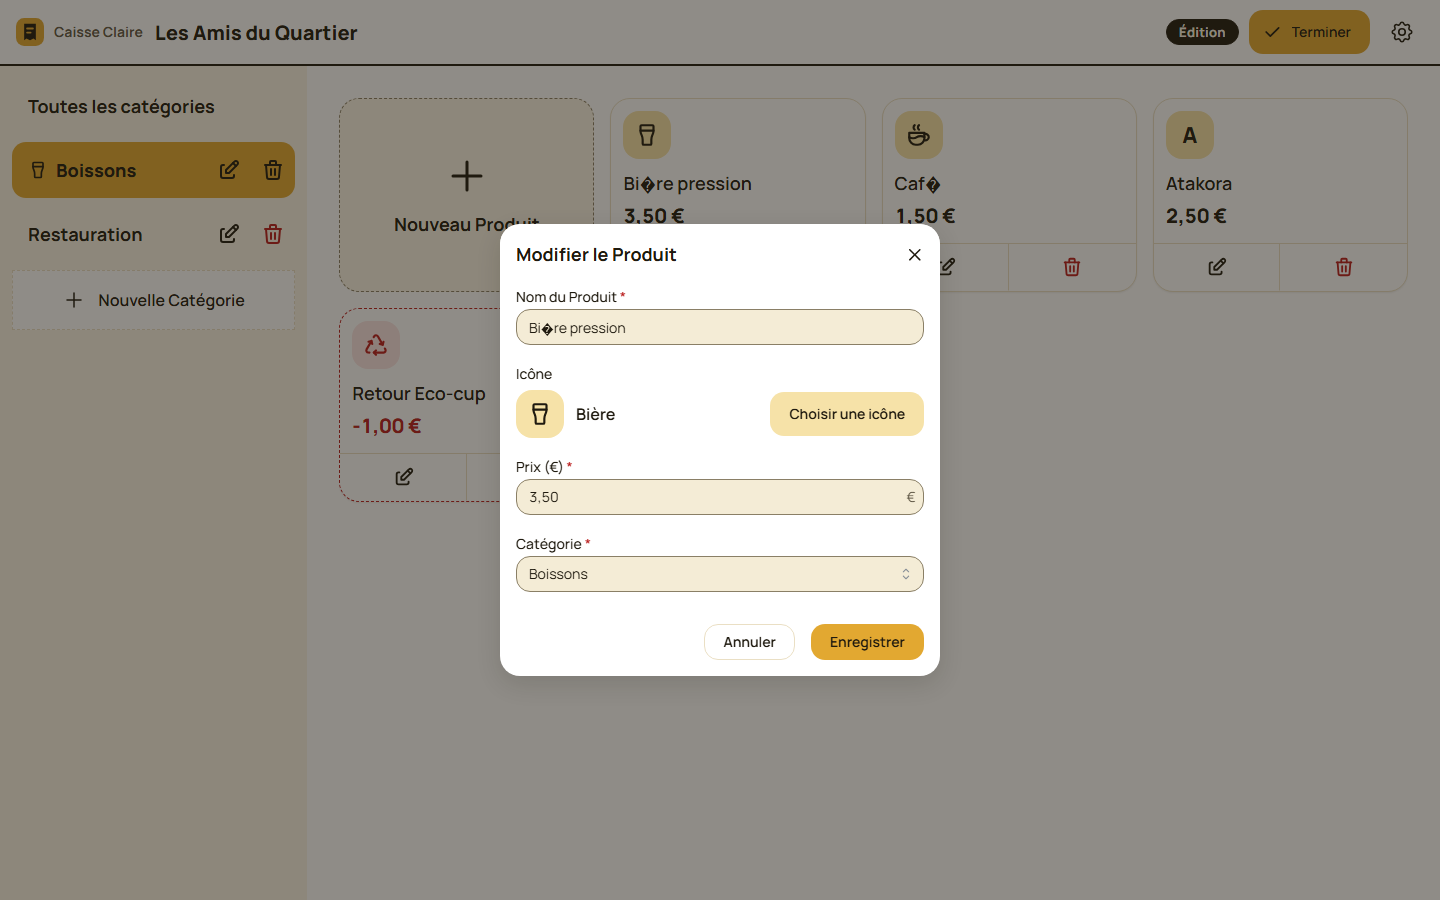 Caisse Claire Les Amis du Quartier
Édition
Terminer
Toutes les catégories
Boissons
Restauration
Nouvelle Catégorie
Nouveau Produit
Bi�re pression
3,50 €
Caf�
1,50 €
A
Atakora
2,50 €
Retour Eco-cup
-1,00 €
Modifier le Produit
Nom du Produit *
Bi�re pression
Icône
Bière
Choisir une icône
Prix (€) *
3,50 €
Catégorie *
Boissons
Annuler
Enregistrer